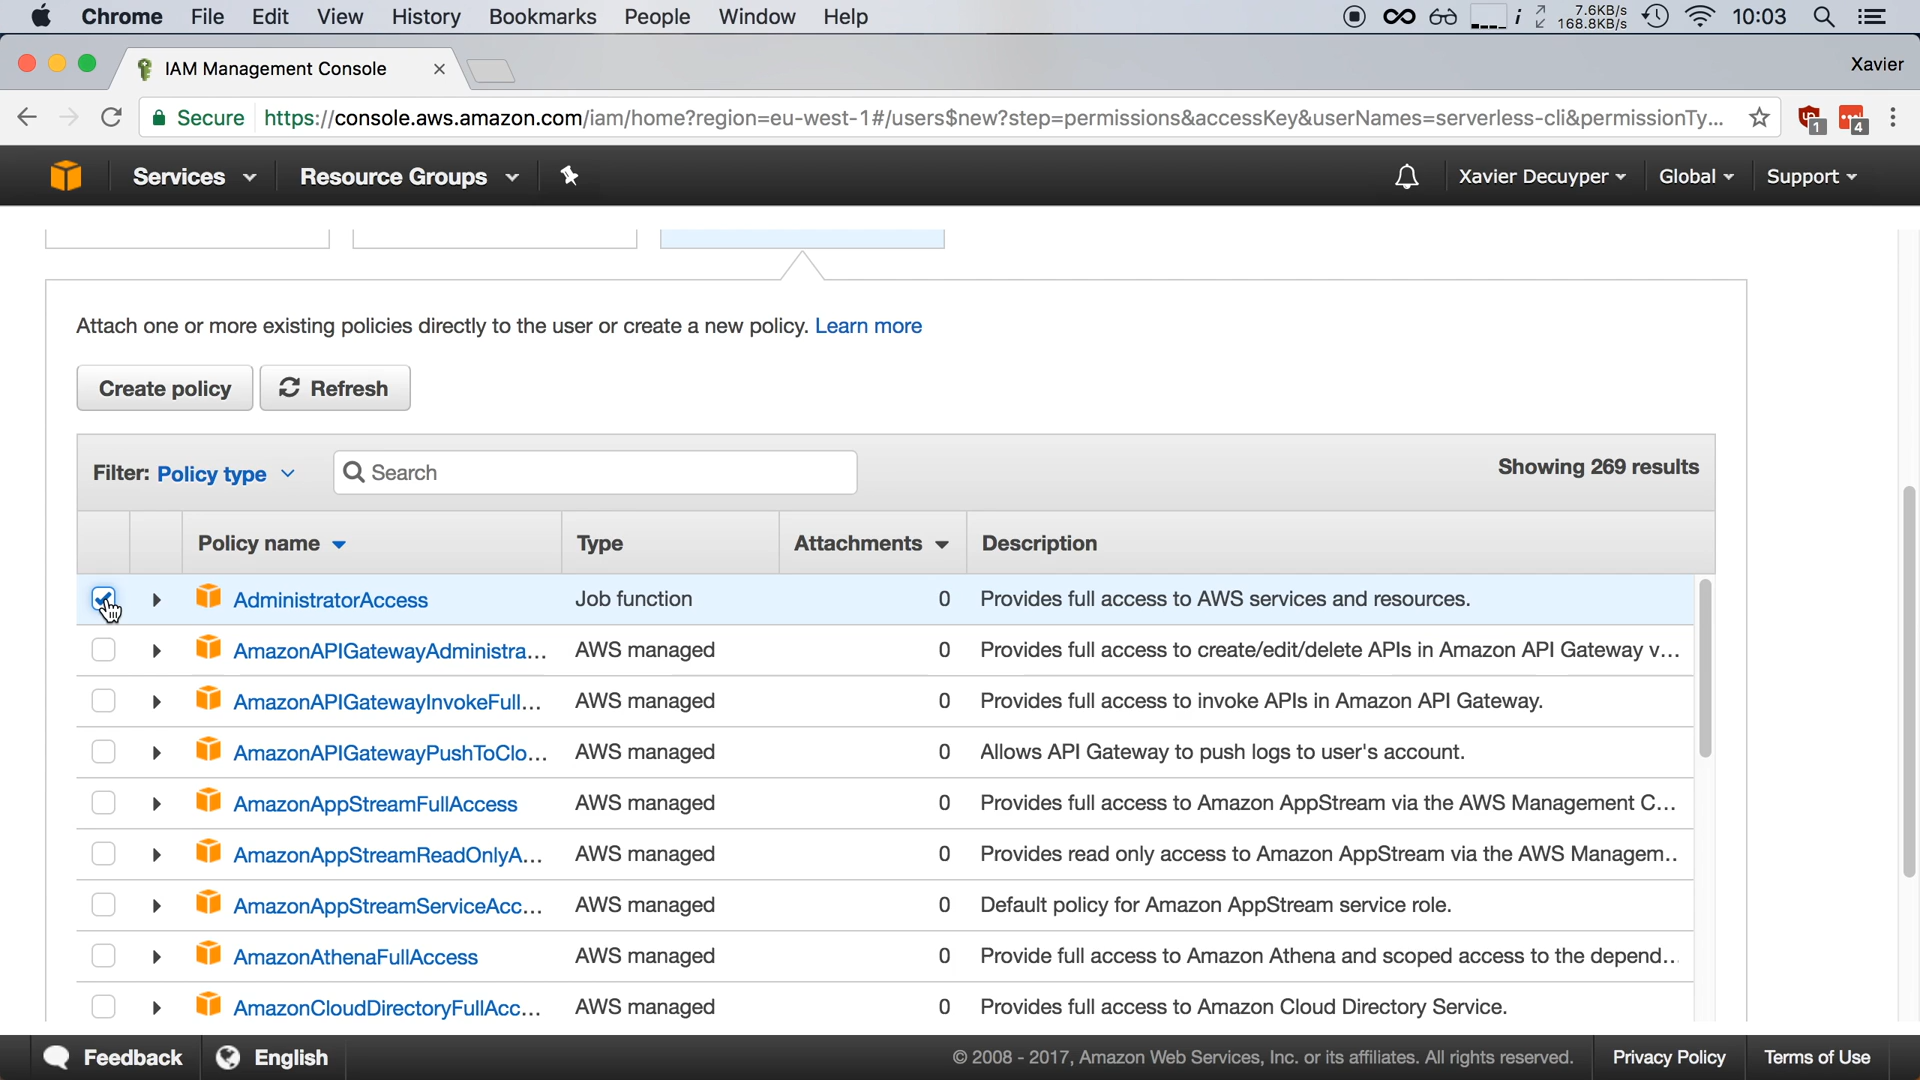 Chrome File Edit View History Bookmarks People Window Help 7.6KB/s 168.8KB/s 10:03
IAM Management Console Xavier
Secure https://console.aws.amazon.com/iam/home?region=eu-west-1#/users$new?step=permissions&accessKey&userNames=serverless-cli&permissionTy... 1 4
Services Resource Groups Xavier Decuyper Global Support
Attach one or more existing policies directly to the user or create a new policy. Learn more
Create policy Refresh
Filter: Policy type Search Showing 269 results
Policy name Type Attachments Description
AdministratorAccess Job function 0 Provides full access to AWS services and resources.
AmazonAPIGatewayAdministra... AWS managed 0 Provides full access to create/edit/delete APIs in Amazon API Gateway v...
AmazonAPIGatewayInvokeFull... AWS managed 0 Provides full access to invoke APIs in Amazon API Gateway.
AmazonAPIGatewayPushToClo... AWS managed 0 Allows API Gateway to push logs to user's account.
AmazonAppStreamFullAccess AWS managed 0 Provides full access to Amazon AppStream via the AWS Management C...
AmazonAppStreamReadOnlyA... AWS managed 0 Provides read only access to Amazon AppStream via the AWS Managem...
AmazonAppStreamServiceAcc... AWS managed 0 Default policy for Amazon AppStream service role.
AmazonAthenaFullAccess AWS managed 0 Provide full access to Amazon Athena and scoped access to the depend...
AmazonCloudDirectoryFullAcc... AWS managed 0 Provides full access to Amazon Cloud Directory Service.
Feedback English © 2008 - 2017, Amazon Web Services, Inc. or its affiliates. All rights reserved. Privacy Policy Terms of Use